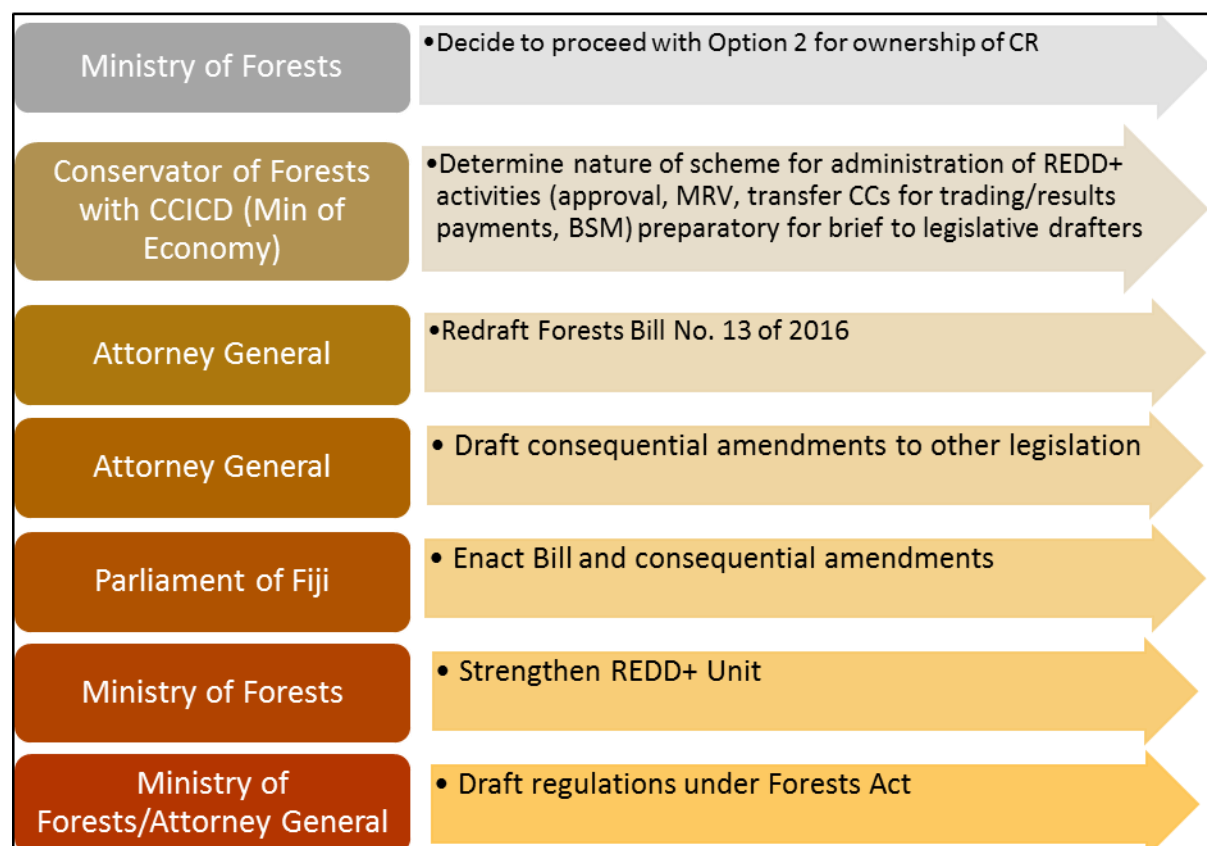 Ministry of Forests
•Decide to proceed with Option 2 for ownership of CR
Conservator of Forests
with CCICD (Min of
Economy)
•Determine nature of scheme for administration of REDD+
activities (approval, MRV, transfer CCs for trading/results
payments, BSM) preparatory for brief to legislative drafters
Attorney General
•Redraft Forests Bill No. 13 of 2016
Attorney General
• Draft consequential amendments to other legislation
Parliament of Fiji
• Enact Bill and consequential amendments
Ministry of Forests
• Strengthen REDD+ Unit
Ministry of
Forests/Attorney General
• Draft regulations under Forests Act